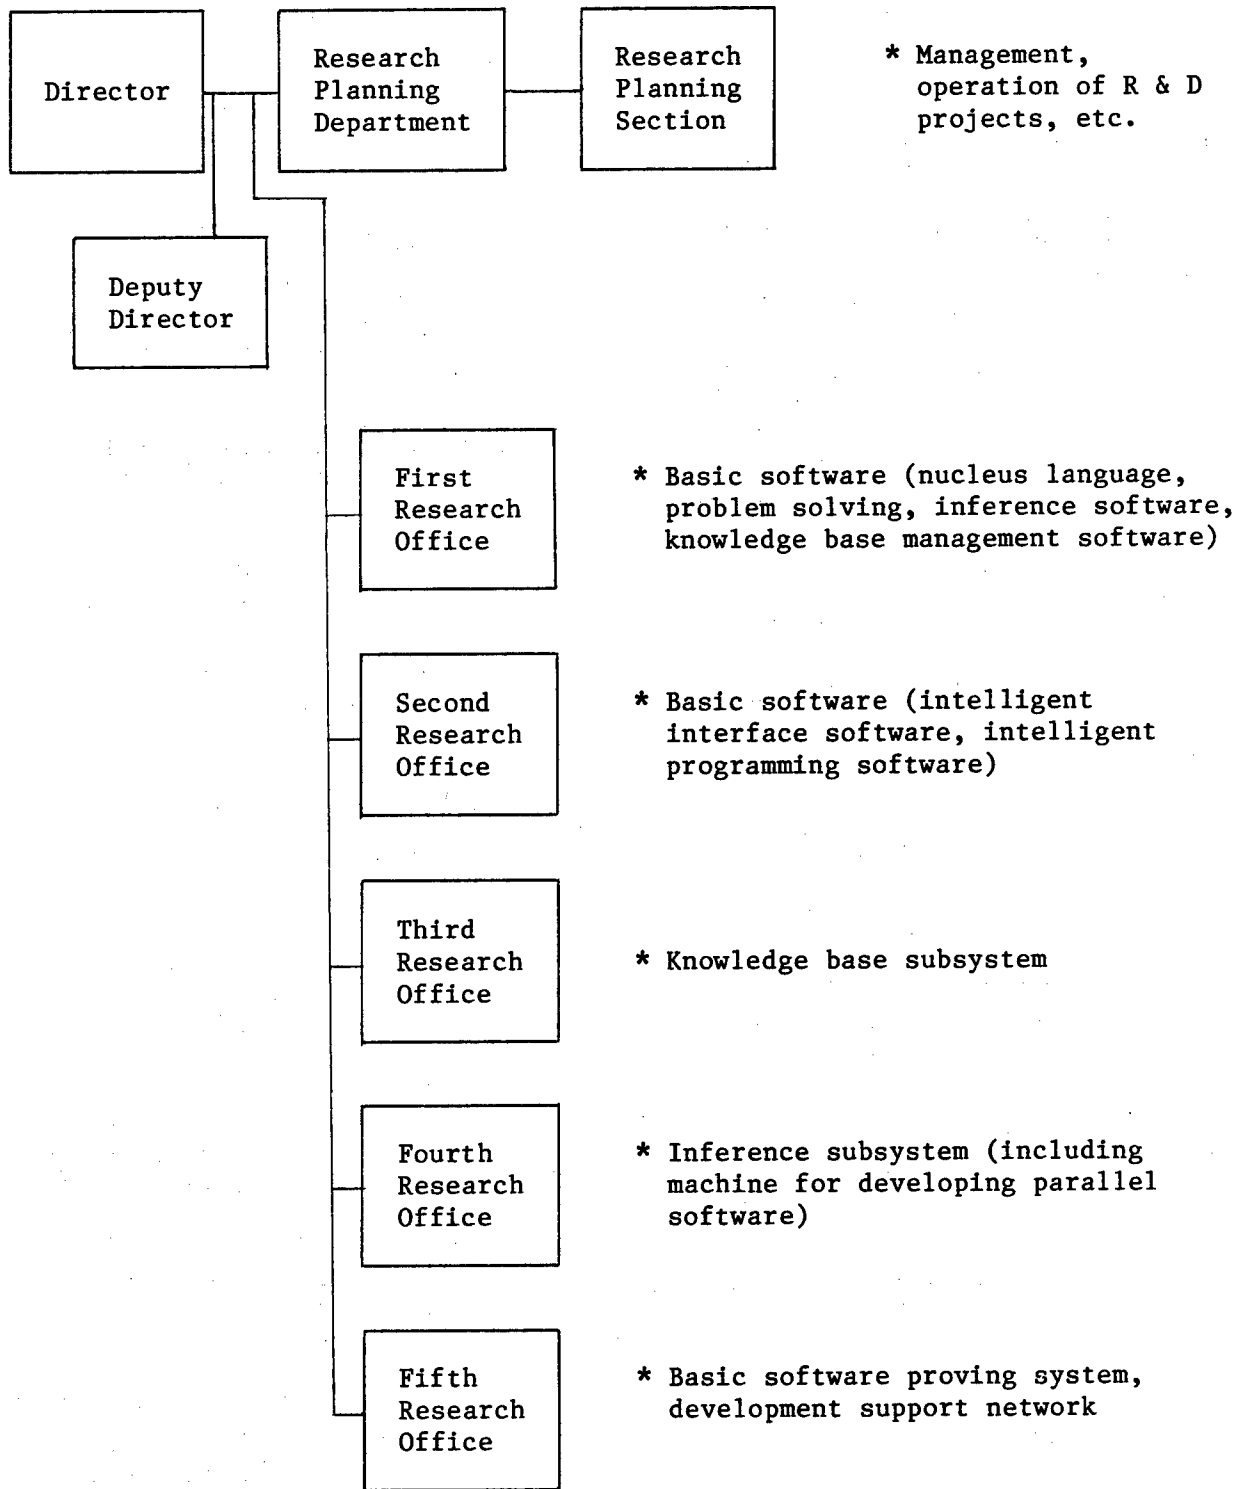 Director
Research
Planning
Department
Research
Planning
Section
* Management,
operation of R & D
projects, etc.
Deputy
Director
First
Research
Office
* Basic software (nucleus language,
problem solving, inference software,
knowledge base management software)
Second
Research
Office
* Basic software (intelligent
interface software, intelligent
programming software)
Third
Research
Office
* Knowledge base subsystem
Fourth
Research
Office
* Inference subsystem (including
machine for developing parallel
software)
Fifth
Research
Office
* Basic software proving system,
development support network